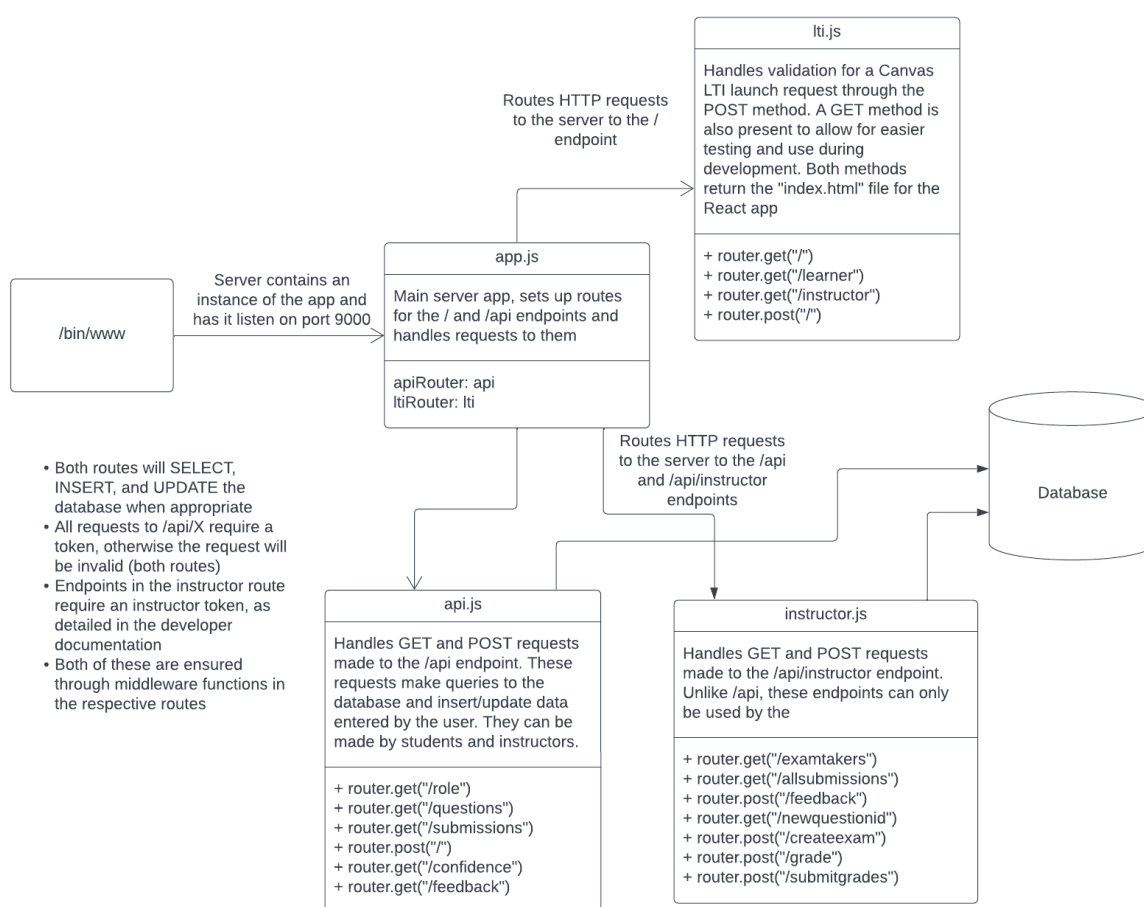 lti.js
Handles validation for a Canvas
LTI launch request through the
POST method. A GET method is
also present to allow for easier
testing and use during
development. Both methods
return the "index.html" file for the
React app
+ router.get("/")
+ router.get("/learner")
+ router.get("/instructor")
+ router.post("/")
Routes HTTP requests
to the server to the /
endpoint
app.js
Main server app, sets up routes
for the / and /api endpoints and
handles requests to them
apiRouter: api
ltiRouter: lti
Server contains an
instance of the app and
has it listen on port 9000
/bin/www
Routes HTTP requests
to the server to the /api
and /api/instructor
endpoints
Database
• Both routes will SELECT,
INSERT, and UPDATE the
database when appropriate
• All requests to /api/X require a
token, otherwise the request will
be invalid (both routes)
• Endpoints in the instructor route
require an instructor token, as
detailed in the developer
documentation
• Both of these are ensured
through middleware functions in
the respective routes
api.js
Handles GET and POST requests
made to the /api endpoint. These
requests make queries to the
database and insert/update data
entered by the user. They can be
made by students and instructors.
+ router.get("/role")
+ router.get("/questions")
+ router.get("/submissions")
+ router.post("/")
+ router.get("/confidence")
+ router.get("/feedback")
instructor.js
Handles GET and POST requests
made to the /api/instructor endpoint.
Unlike /api, these endpoints can only
be used by the
+ router.get("/examtakers")
+ router.get("/allsubmissions")
+ router.post("/feedback")
+ router.get("/newquestionid")
+ router.post("/createexam")
+ router.post("/grade")
+ router.post("/submitgrades")